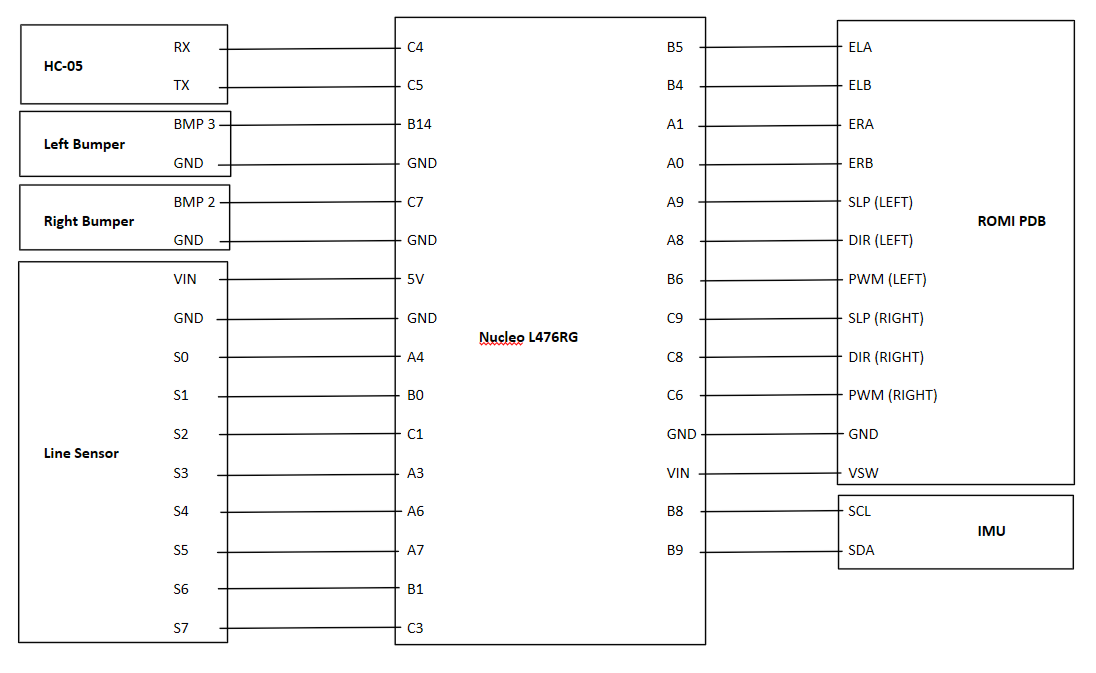 RX C4 B5 ELA
HC-05
TX C5 B4 ELB
BMP 3 B14 A1 ERA
Left Bumper
GND GND A0 ERB
BMP 2 C7 A9 SLP (LEFT)
Right Bumper ROMI PDB
GND GND A8 DIR (LEFT)
VIN 5V B6 PWM (LEFT)
GND GND C9 SLP (RIGHT)
Nucleo L476RG
S0 A4 C8 DIR (RIGHT)
S1 B0 C6 PWM (RIGHT)
S2 C1 GND GND
Line Sensor
S3 A3 VIN VSW
S4 A6 B8 SCL
IMU
S5 A7 B9 SDA
S6 B1
S7 C3